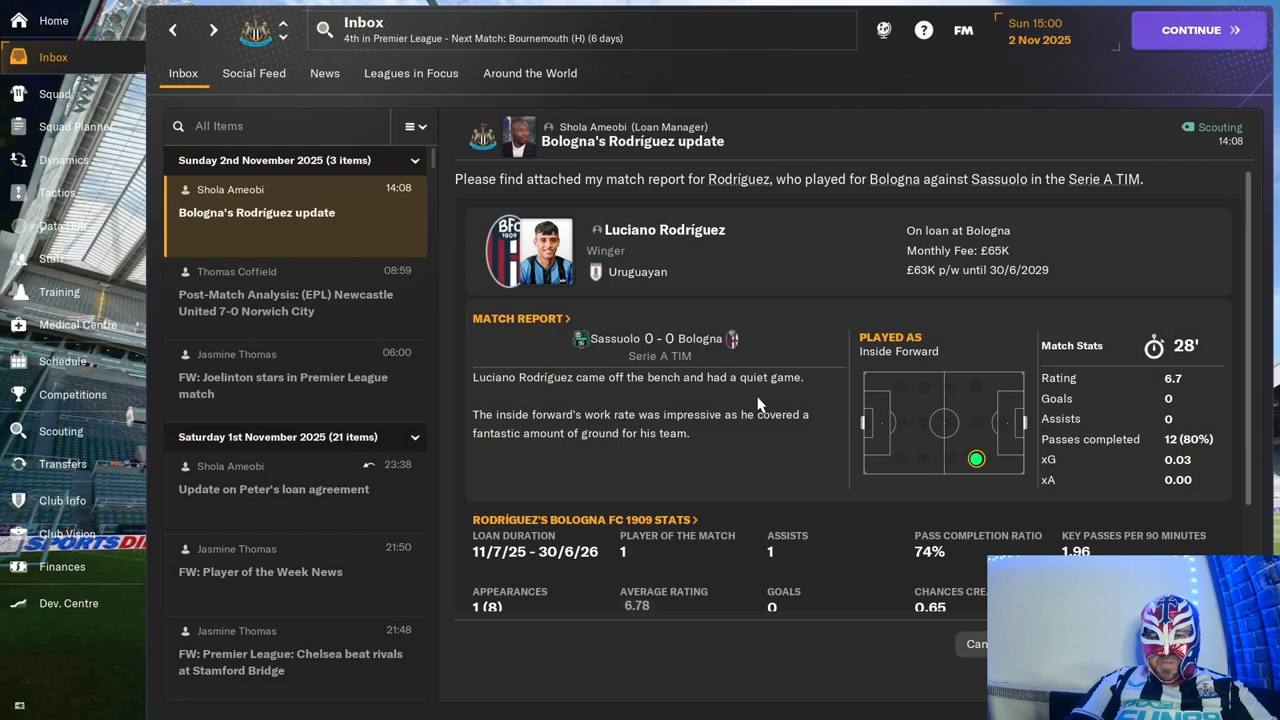 Home
Inbox
Squad
Squad Planner
Dynamics
Tactics
Data Hub
Staff
Training
Medical Centre
Schedule
Competitions
Scouting
Transfers
Club Info
Club Vision
SPORTS DI
Finances
Dev. Centre
Inbox
4th in Premier League - Next Match: Bournemouth (H) (6 days)
?
FM
Sun 15:00
2 Nov 2025
CONTINUE
Inbox
Social Feed
News
Leagues in Focus
Around the World
All Items
Sunday 2nd November 2025 (3 items)
Shola Ameobi
14:08
Bologna's Rodríguez update
Thomas Coffield
08:59
Post-Match Analysis: (EPL) Newcastle
United 7-0 Norwich City
Jasmine Thomas
06:00
FW: Joelinton stars in Premier League
match
Saturday 1st November 2025 (21 items)
Shola Ameobi
23:38
Update on Peter's loan agreement
Jasmine Thomas
21:50
FW: Player of the Week News
Jasmine Thomas
21:48
FW: Premier League: Chelsea beat rivals
at Stamford Bridge
Shola Ameobi (Loan Manager)
Bologna's Rodríguez update
Scouting
14:08
Please find attached my match report for Rodríguez, who played for Bologna against Sassuolo in the Serie A TIM.
BFC
1909
Luciano Rodríguez
Winger
Uruguayan
On loan at Bologna
Monthly Fee: £65K
£63K p/w until 30/6/2029
MATCH REPORT
Sassuolo 0 - 0 Bologna
Serie A TIM
Luciano Rodríguez came off the bench and had a quiet game.
The inside forward's work rate was impressive as he covered a
fantastic amount of ground for his team.
PLAYED AS
Inside Forward
Match Stats
28'
Rating
6.7
Goals
0
Assists
0
Passes completed
12 (80%)
xG
0.03
xA
0.00
RODRÍGUEZ'S BOLOGNA FC 1909 STATS
LOAN DURATION
11/7/25 - 30/6/26
PLAYER OF THE MATCH
1
ASSISTS
1
PASS COMPLETION RATIO
74%
KEY PASSES PER 90 MINUTES
1.96
APPEARANCES
1 (8)
AVERAGE RATING
6.78
GOALS
0
CHANCES CRE
0.65
Can